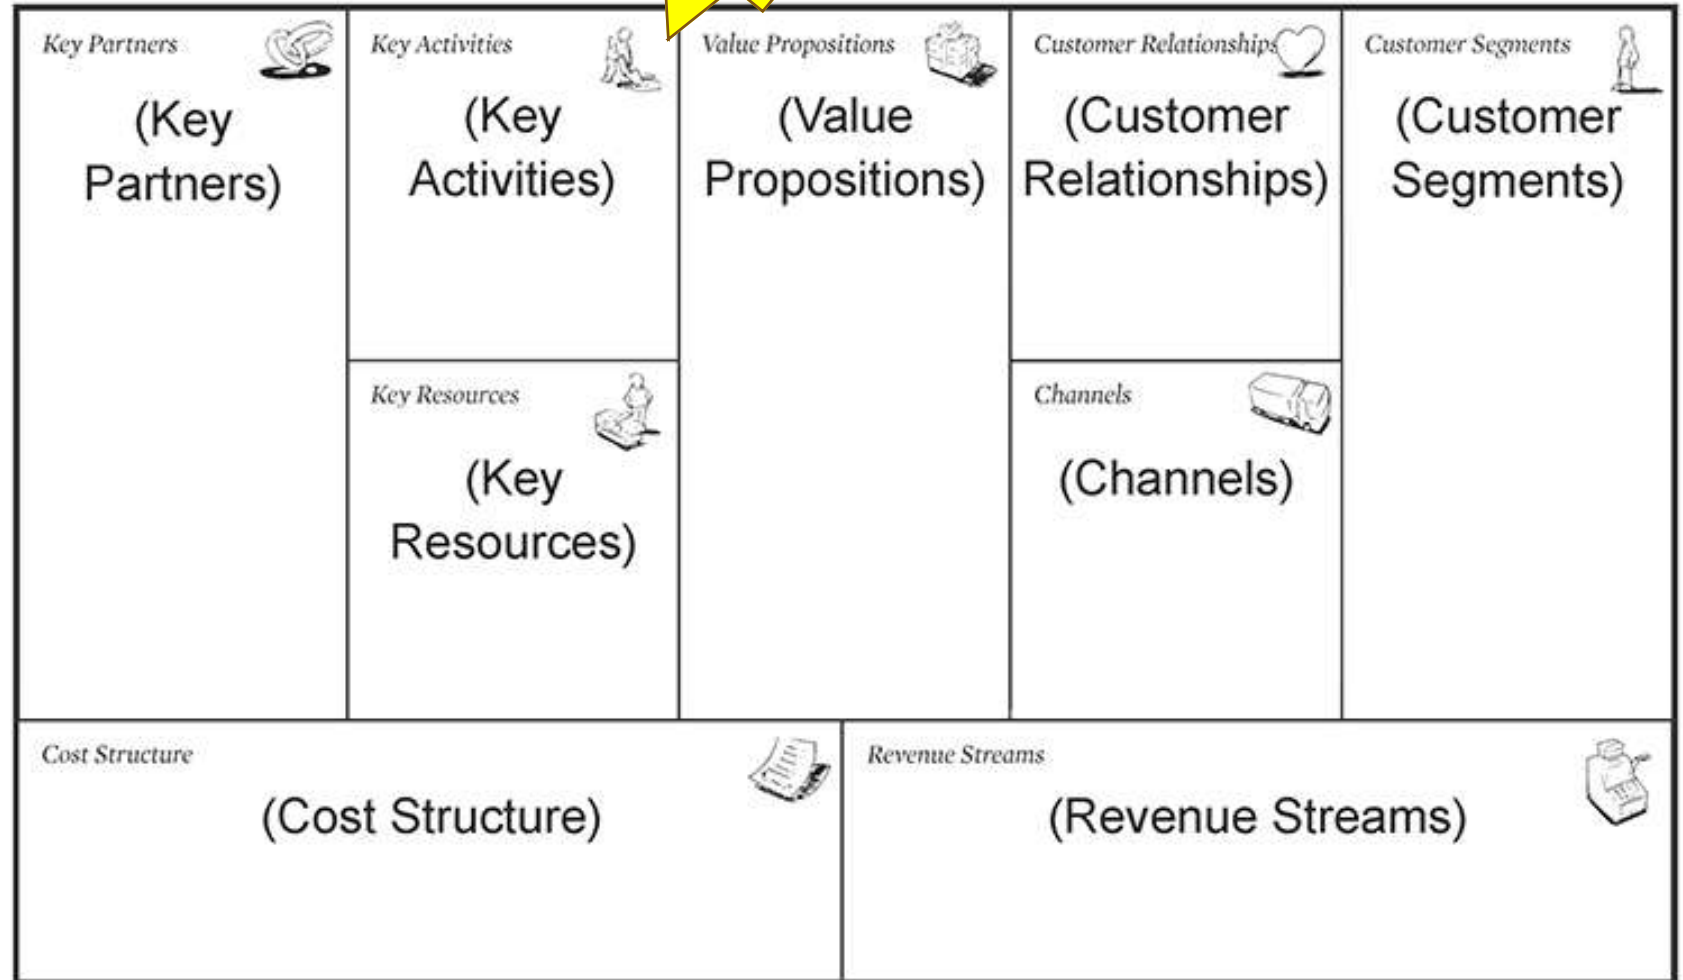 Key Partners
(Key
Partners)
Key Activities
(Key
Activities)
Key Resources
(Key
Resources)
Value Propositions
(Value
Propositions)
Customer Relationships
(Customer
Relationships)
Channels
(Channels)
Customer Segments
(Customer
Segments)
Cost Structure
(Cost Structure)
Revenue Streams
(Revenue Streams)